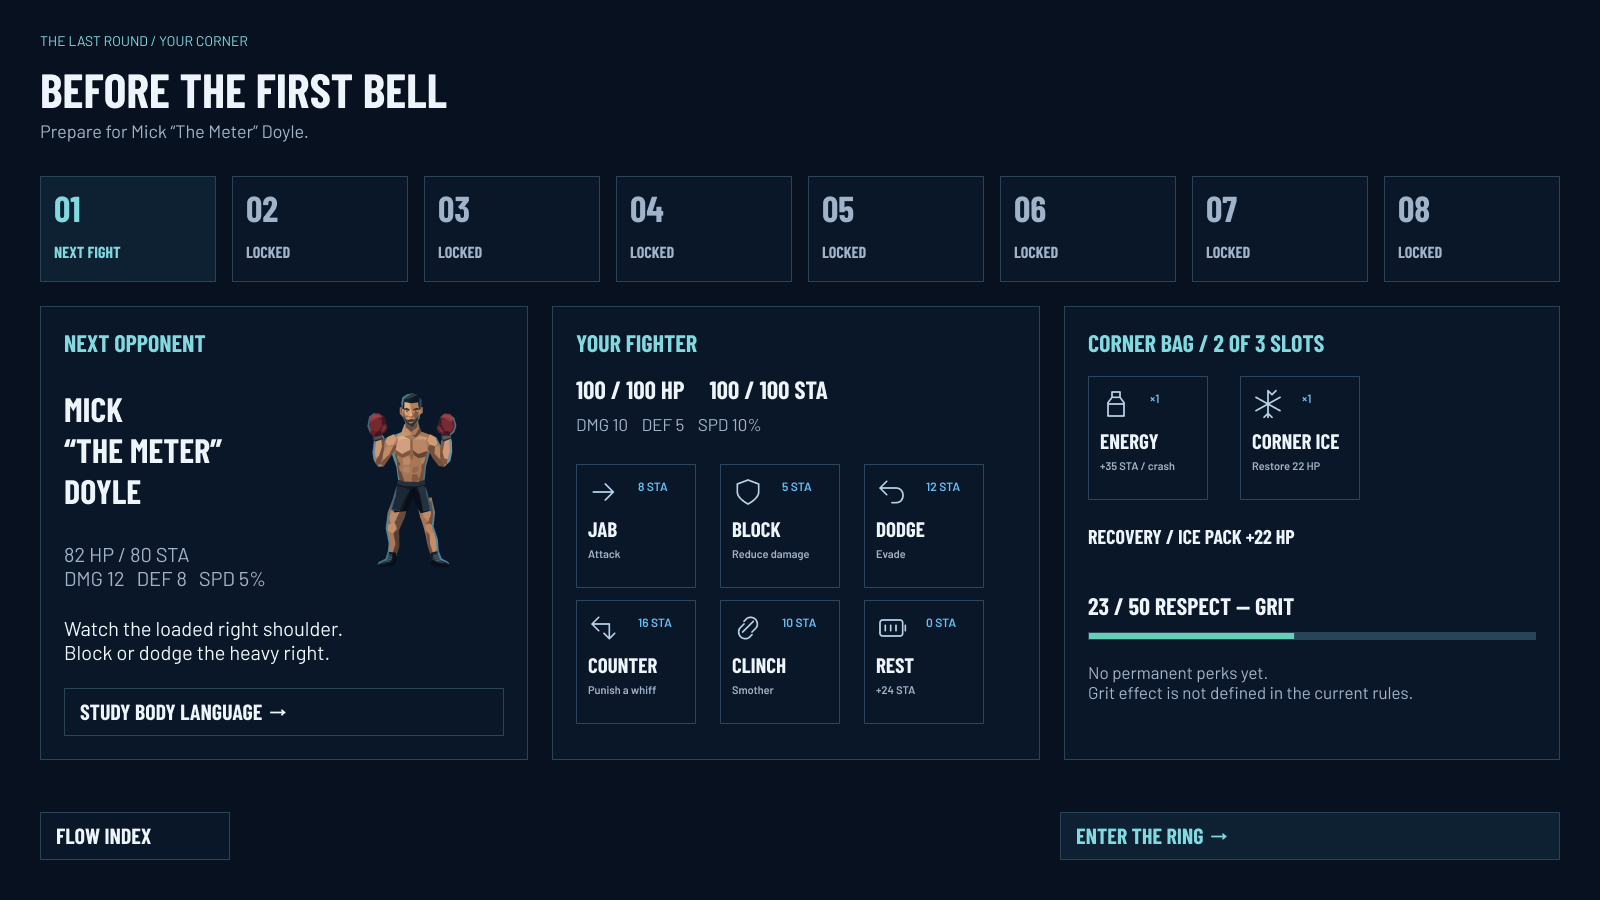 THE LAST ROUND / YOUR CORNER
BEFORE THE FIRST BELL
Prepare for Mick “The Meter” Doyle.
01
NEXT FIGHT
02
LOCKED
03
LOCKED
04
LOCKED
05
LOCKED
06
LOCKED
07
LOCKED
08
LOCKED
NEXT OPPONENT
MICK
“THE METER”
DOYLE
82 HP / 80 STA
DMG 12 DEF 8 SPD 5%
Watch the loaded right shoulder.
Block or dodge the heavy right.
STUDY BODY LANGUAGE →
YOUR FIGHTER
100 / 100 HP 100 / 100 STA
DMG 10 DEF 5 SPD 10%
8 STA
JAB
Attack
5 STA
BLOCK
Reduce damage
12 STA
DODGE
Evade
16 STA
COUNTER
Punish a whiff
10 STA
CLINCH
Smother
0 STA
REST
+24 STA
CORNER BAG / 2 OF 3 SLOTS
×1
ENERGY
+35 STA / crash
×1
CORNER ICE
Restore 22 HP
RECOVERY / ICE PACK +22 HP
23 / 50 RESPECT — GRIT
No permanent perks yet.
Grit effect is not defined in the current rules.
FLOW INDEX
ENTER THE RING →